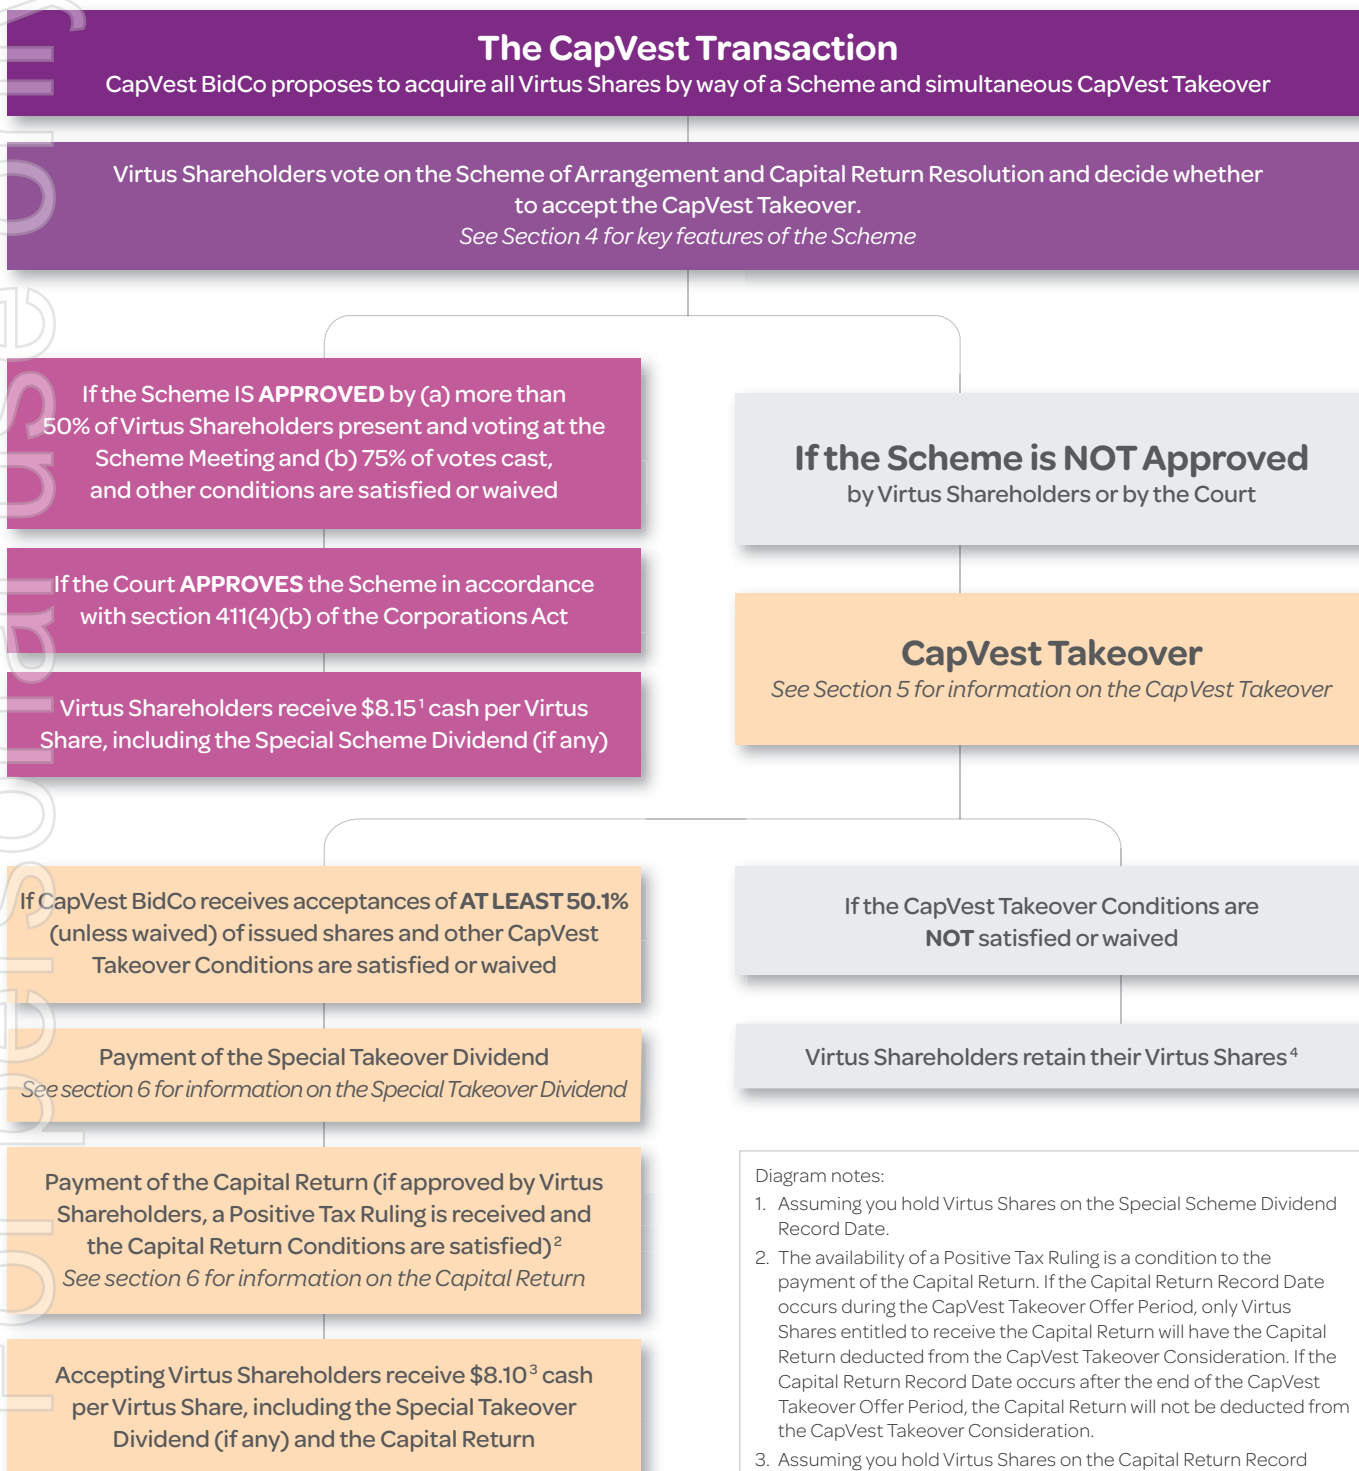 The CapVest Transaction
CapVest BidCo proposes to acquire all Virtus Shares by way of a Scheme and simultaneous CapVest Takeover
Virtus Shareholders vote on the Scheme of Arrangement and Capital Return Resolution and decide whether
to accept the CapVest Takeover.
See Section 4 for key features of the Scheme
If the Scheme IS APPROVED by (a) more than
50% of Virtus Shareholders present and voting at the
Scheme Meeting and (b) 75% of votes cast,
and other conditions are satisfied or waived
If the Scheme is NOT Approved
by Virtus Shareholders or by the Court
If the Court APPROVES the Scheme in accordance
with section 411(4)(b) of the Corporations Act
CapVest Takeover
See Section 5 for information on the CapVest Takeover
Virtus Shareholders receive $8.15¹ cash per Virtus
Share, including the Special Scheme Dividend (if any)
If CapVest BidCo receives acceptances of AT LEAST 50.1%
(unless waived) of issued shares and other CapVest
Takeover Conditions are satisfied or waived
If the CapVest Takeover Conditions are
NOT satisfied or waived
Payment of the Special Takeover Dividend
See section 6 for information on the Special Takeover Dividend
Virtus Shareholders retain their Virtus Shares⁴
Payment of the Capital Return (if approved by Virtus
Shareholders, a Positive Tax Ruling is received and
the Capital Return Conditions are satisfied)²
See section 6 for information on the Capital Return
Accepting Virtus Shareholders receive $8.10³ cash
per Virtus Share, including the Special Takeover
Dividend (if any) and the Capital Return
Diagram notes:
1. Assuming you hold Virtus Shares on the Special Scheme Dividend
Record Date.
2. The availability of a Positive Tax Ruling is a condition to the
payment of the Capital Return. If the Capital Return Record Date
occurs during the CapVest Takeover Offer Period, only Virtus
Shares entitled to receive the Capital Return will have the Capital
Return deducted from the CapVest Takeover Consideration. If the
Capital Return Record Date occurs after the end of the CapVest
Takeover Offer Period, the Capital Return will not be deducted from
the CapVest Takeover Consideration.
3. Assuming you hold Virtus Shares on the Capital Return Record
For personal use only